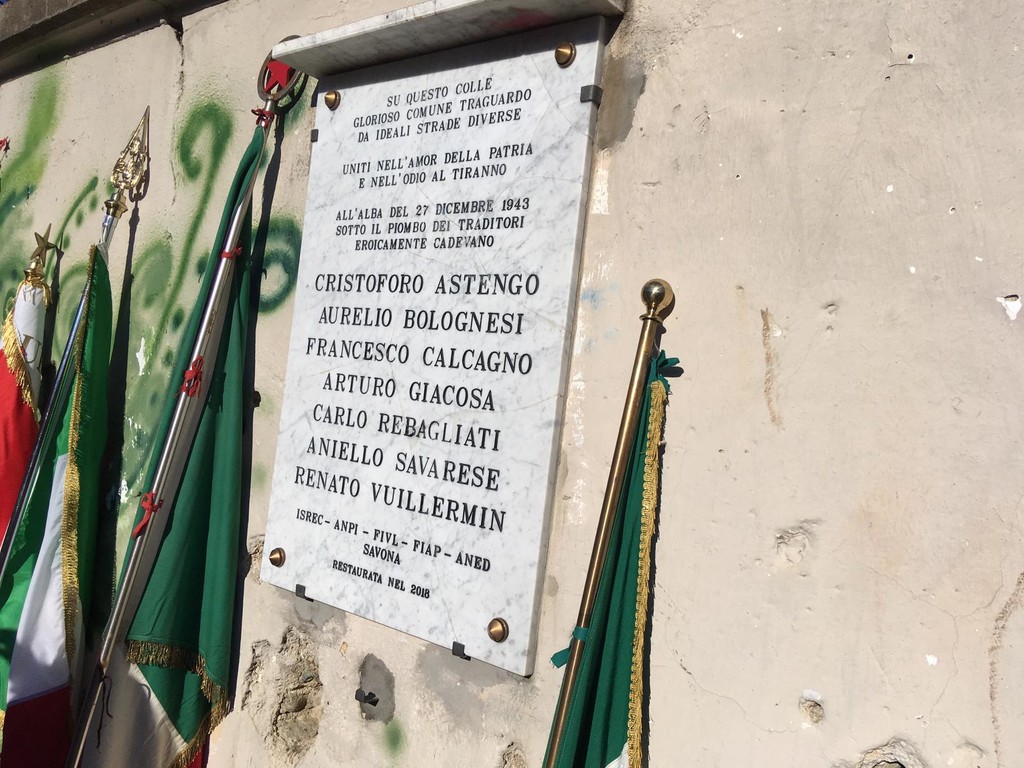 SU QUESTO COLLE
GLORIOSO COMUNE TRAGUARDO
DA IDEALI STRADE DIVERSE
UNITI NELL'AMOR DELLA PATRIA
E NELL'ODIO AL TIRANNO
ALL'ALBA DEL 27 DICEMBRE 1943
SOTTO IL PIOMBO DEI TRADITORI
EROICAMENTE CADEVANO
CRISTOFORO ASTENGO
AURELIO BOLOGNESI
FRANCESCO CALCAGNO
ARTURO GIACOSA
CARLO REBAGLIATI
ANIELLO SAVARESE
RENATO VUILLERMIN
ISREC - ANPI - FIVL - FIAP - ANED
SAVONA
RESTAURATA NEL 2018